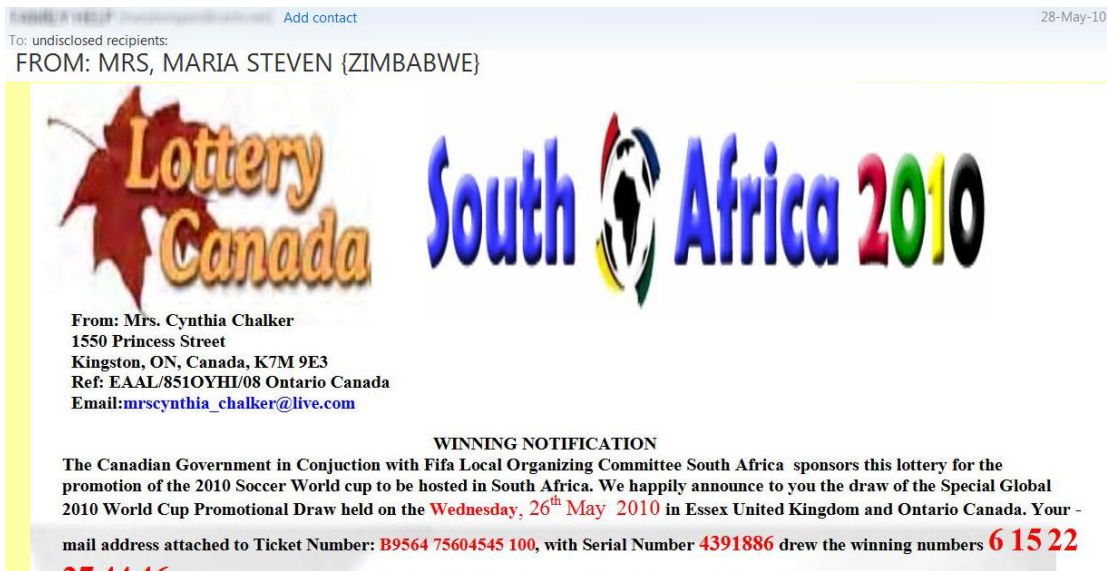 Add contact
28-May-10
To: undisclosed recipients:
FROM: MRS, MARIA STEVEN {ZIMBABWE}
Lottery
Canada
South Africa 2010
From: Mrs. Cynthia Chalker
1550 Princess Street
Kingston, ON, Canada, K7M 9E3
Ref: EAAL/851OYHI/08 Ontario Canada
Email:mrscynthia_chalker@live.com
WINNING NOTIFICATION
The Canadian Government in Conjuction with Fifa Local Organizing Committee South Africa sponsors this lottery for the
promotion of the 2010 Soccer World cup to be hosted in South Africa. We happily announce to you the draw of the Special Global
2010 World Cup Promotional Draw held on the Wednesday, 26th May 2010 in Essex United Kingdom and Ontario Canada. Your -
mail address attached to Ticket Number: B9564 75604545 100, with Serial Number 4391886 drew the winning numbers 6 15 22